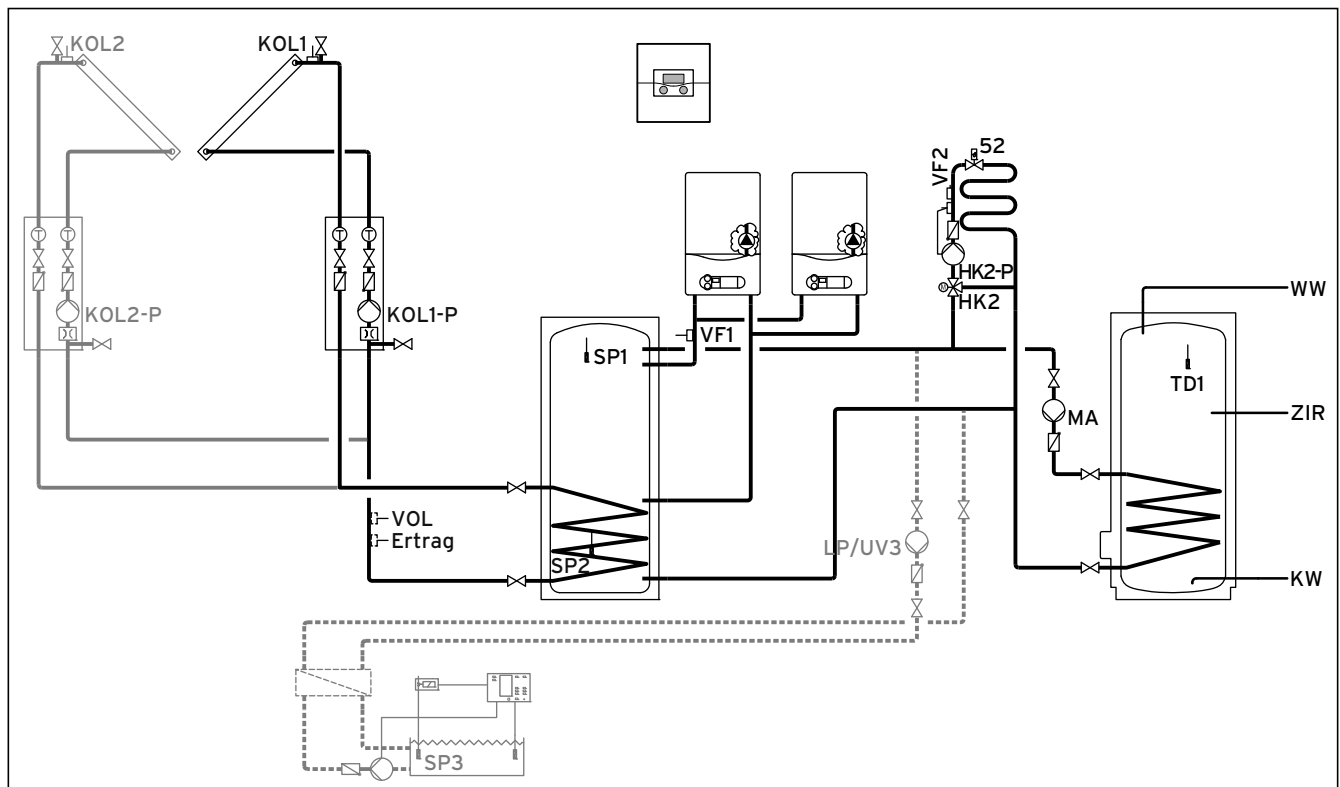 KOL2
KOL1
52
VF2
KOL2-P
KOL1-P
HK2-P
HK2
WW
VF1
SP1
TD1
ZIR
MA
VOL
Ertrag
SP2
LP/UV3
KW
SP3